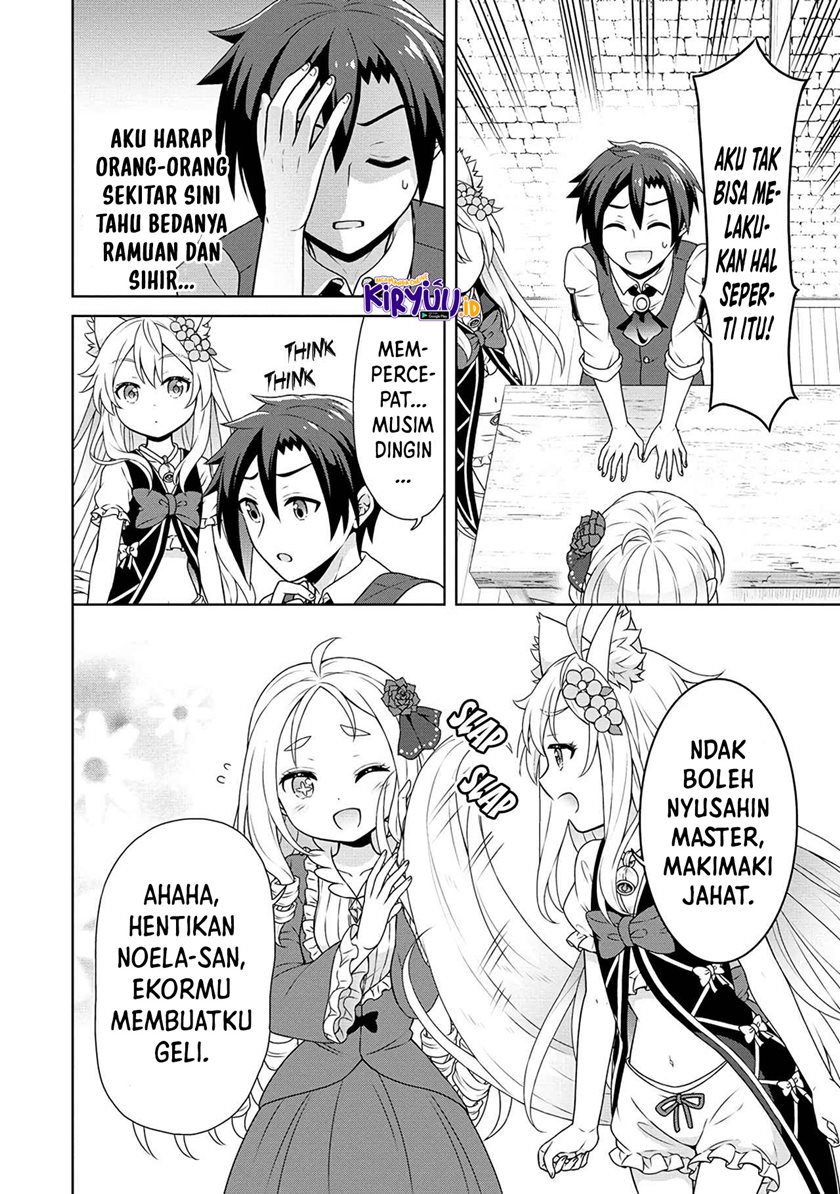 AKU TAK
BISA ME-
LAKU-
KAN HAL
SEPER-
TI ITU!
AKU HARAP
ORANG-ORANG
SEKITAR SINI
TAHU BEDANYA
RAMUAN DAN
SIHIR...
KIRYUU.ID
MEM-
PERCE-
PAT...
MUSIM
DINGIN
...
THINK
THINK
NDAK
BOLEH
NYUSAHIN
MASTER,
MAKIMAKI
JAHAT.
SLAP
SLAP
AHAHA,
HENTIKAN
NOELA-SAN,
EKORMU
MEMBUATKU
GELI.